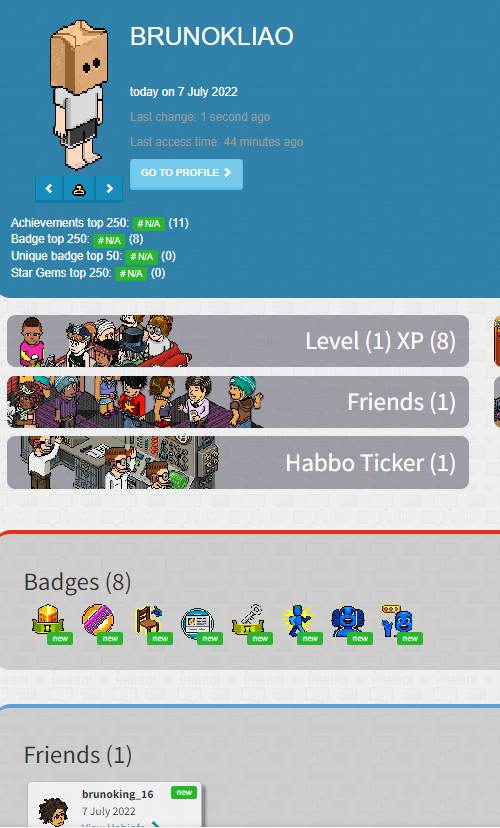 BRUNOKLIAO
today on 7 July 2022
Last change: 1 second ago
Last access time: 44 minutes ago
GO TO PROFILE
Achievements top 250: # N/A (11)
Badge top 250: # N/A (8)
Unique badge top 50: # N/A (0)
Star Gems top 250: # N/A (0)
Level (1) XP (8)
Friends (1)
Habbo Ticker (1)
Badges (8)
new new new new new new new new
Friends (1)
brunoking_16 new
7 July 2022
View Habinfo